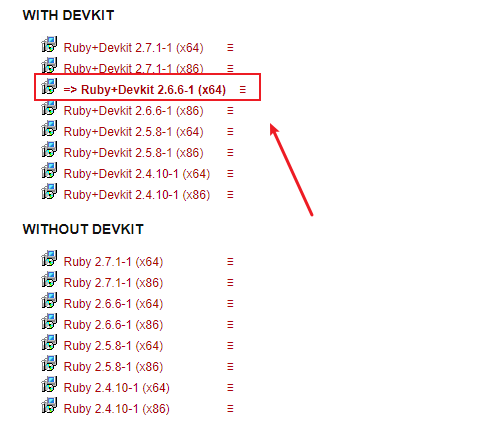 WITH DEVKIT
Ruby+Devkit 2.7.1-1 (x64)
Ruby+Devkit 2.7.1-1 (x86)
=> Ruby+Devkit 2.6.6-1 (x64)
Ruby+Devkit 2.6.6-1 (x86)
Ruby+Devkit 2.5.8-1 (x64)
Ruby+Devkit 2.5.8-1 (x86)
Ruby+Devkit 2.4.10-1 (x64)
Ruby+Devkit 2.4.10-1 (x86)
WITHOUT DEVKIT
Ruby 2.7.1-1 (x64)
Ruby 2.7.1-1 (x86)
Ruby 2.6.6-1 (x64)
Ruby 2.6.6-1 (x86)
Ruby 2.5.8-1 (x64)
Ruby 2.5.8-1 (x86)
Ruby 2.4.10-1 (x64)
Ruby 2.4.10-1 (x86)